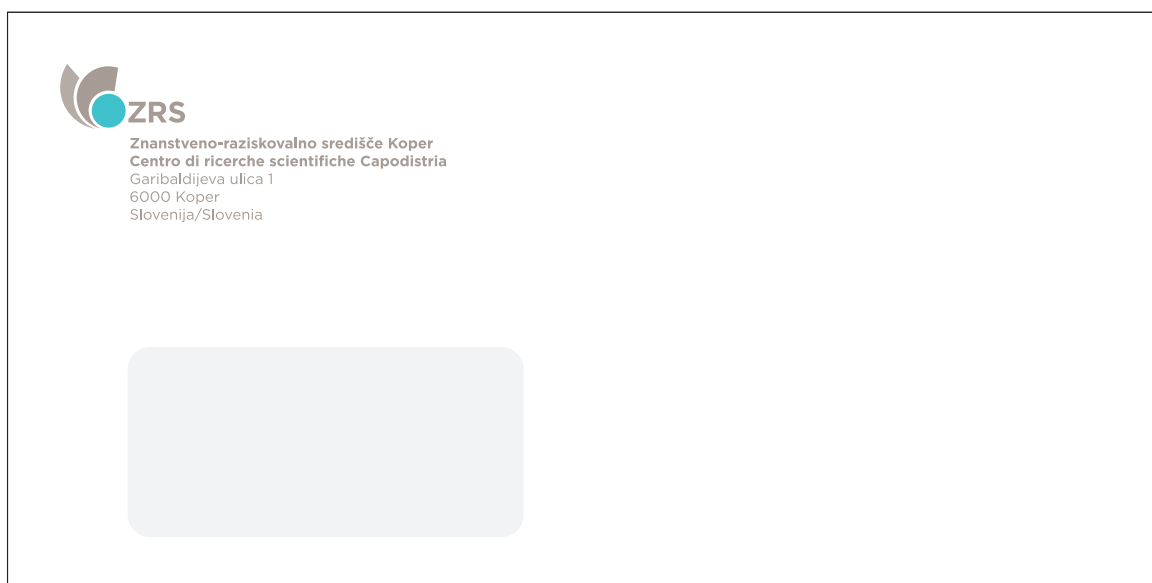 ZRS
Znanstveno-raziskovalno središče Koper
Centro di ricerche scientifiche Capodistria
Garibaldijeva ulica 1
6000 Koper
Slovenija/Slovenia